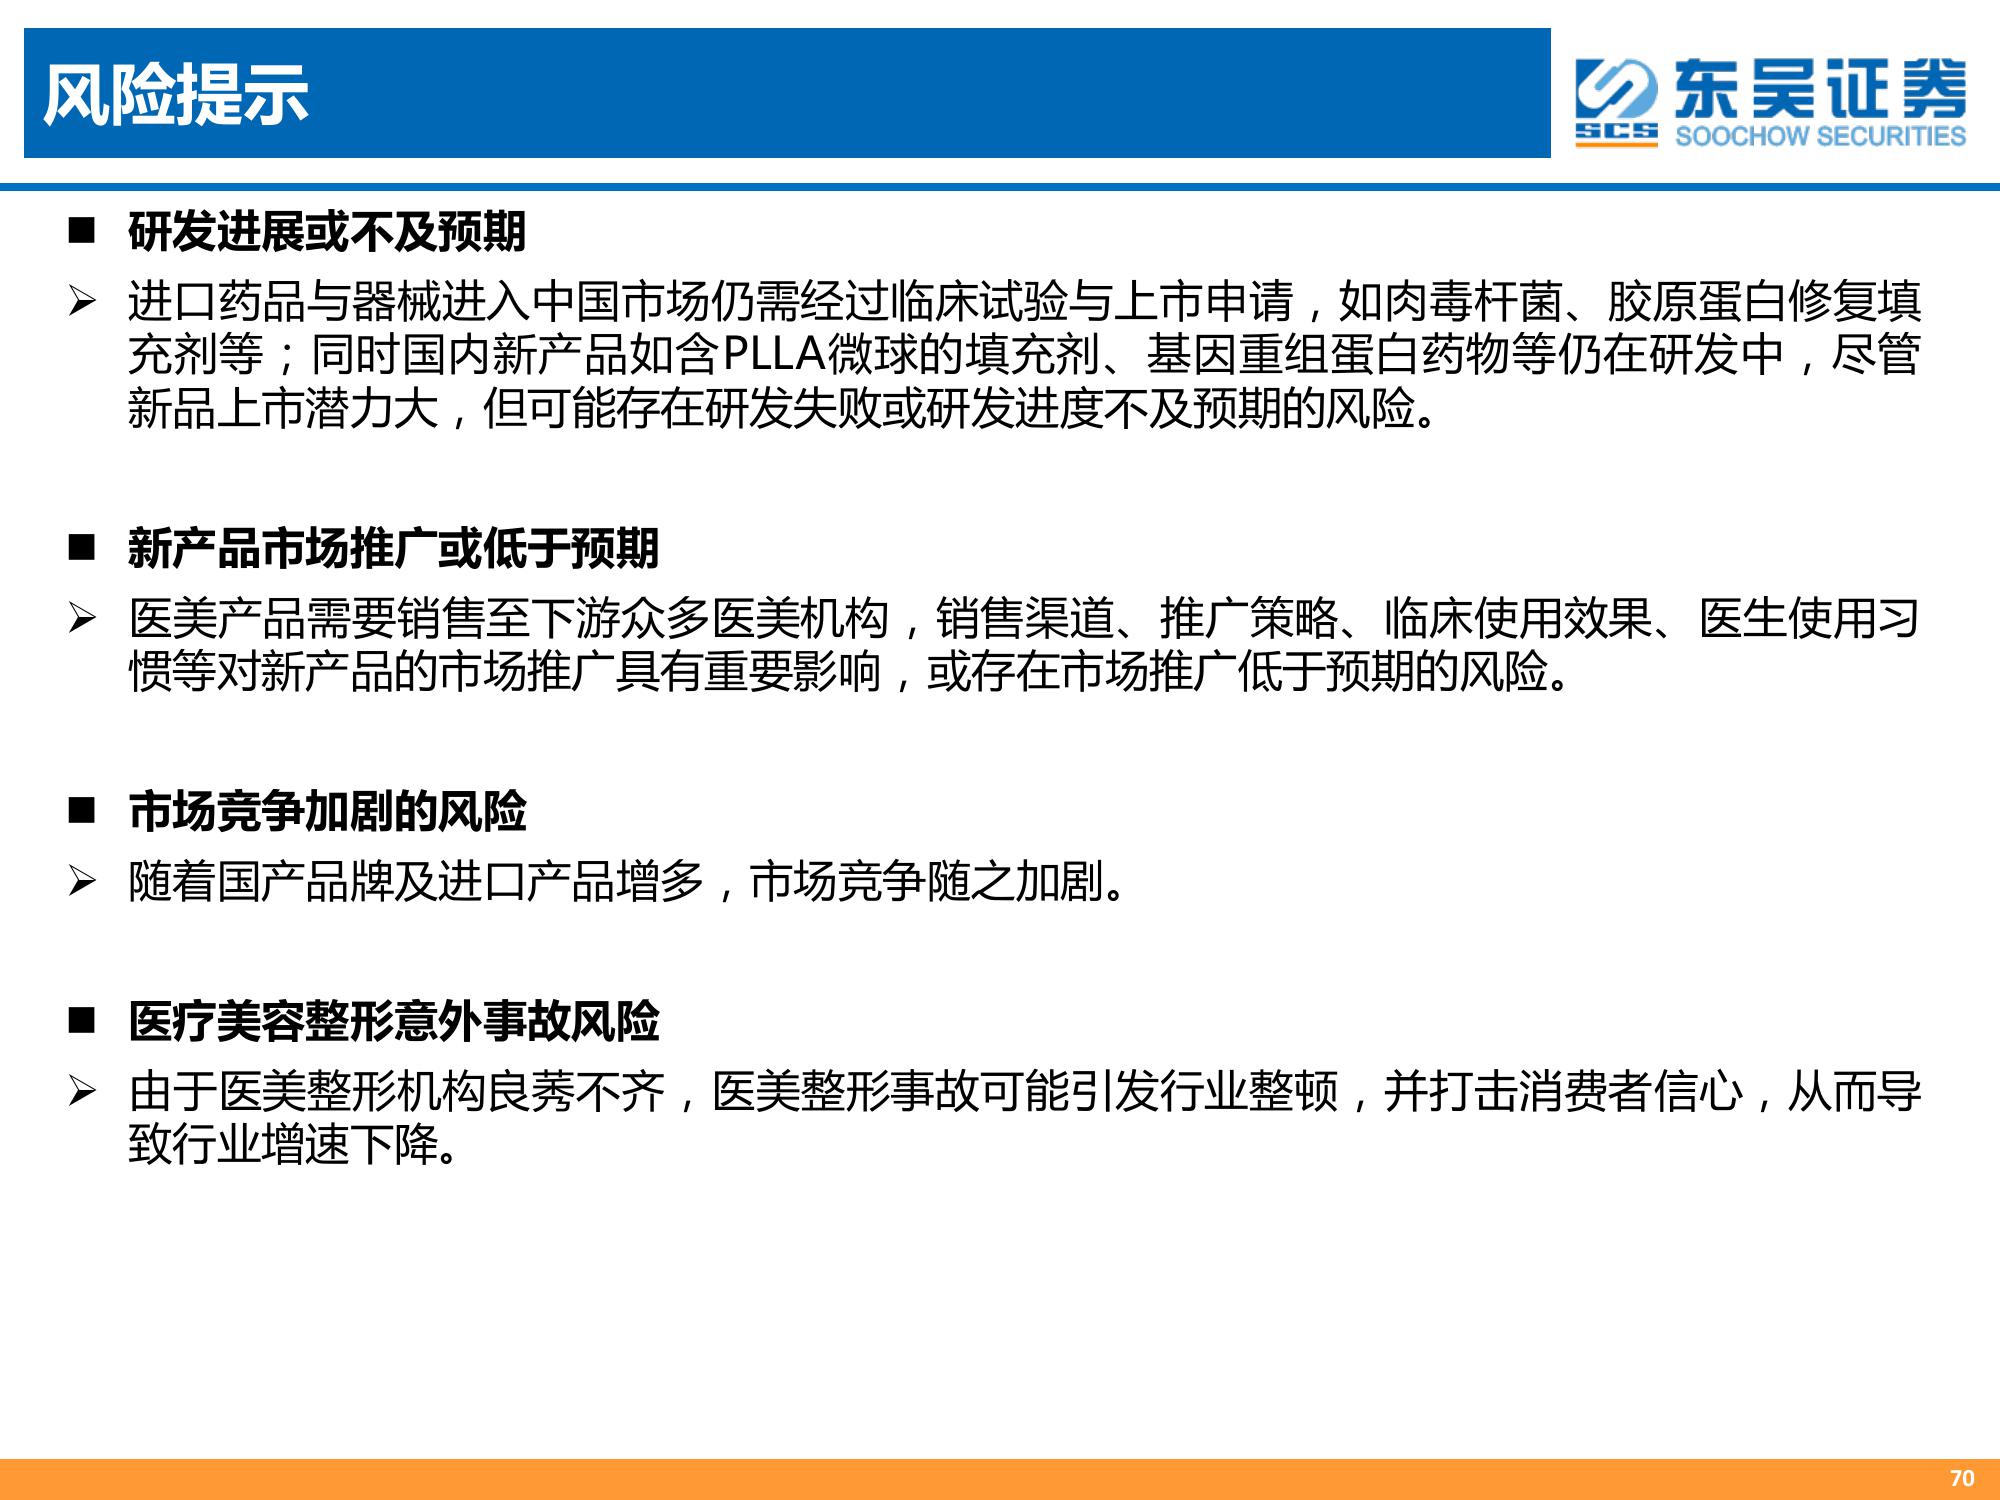 风险提示
SCS
东吴证券
SOOCHOW SECURITIES
■ 研发进展或不及预期
➢ 进口药品与器械进入中国市场仍需经过临床试验与上市申请，如肉毒杆菌、胶原蛋白修复填
充剂等；同时国内新产品如含PLLA微球的填充剂、基因重组蛋白药物等仍在研发中，尽管
新品上市潜力大，但可能存在研发失败或研发进度不及预期的风险。
■ 新产品市场推广或低于预期
➢ 医美产品需要销售至下游众多医美机构，销售渠道、推广策略、临床使用效果、医生使用习
惯等对新产品的市场推广具有重要影响，或存在市场推广低于预期的风险。
■ 市场竞争加剧的风险
➢ 随着国产品牌及进口产品增多，市场竞争随之加剧。
■ 医疗美容整形意外事故风险
➢ 由于医美整形机构良莠不齐，医美整形事故可能引发行业整顿，并打击消费者信心，从而导
致行业增速下降。
70